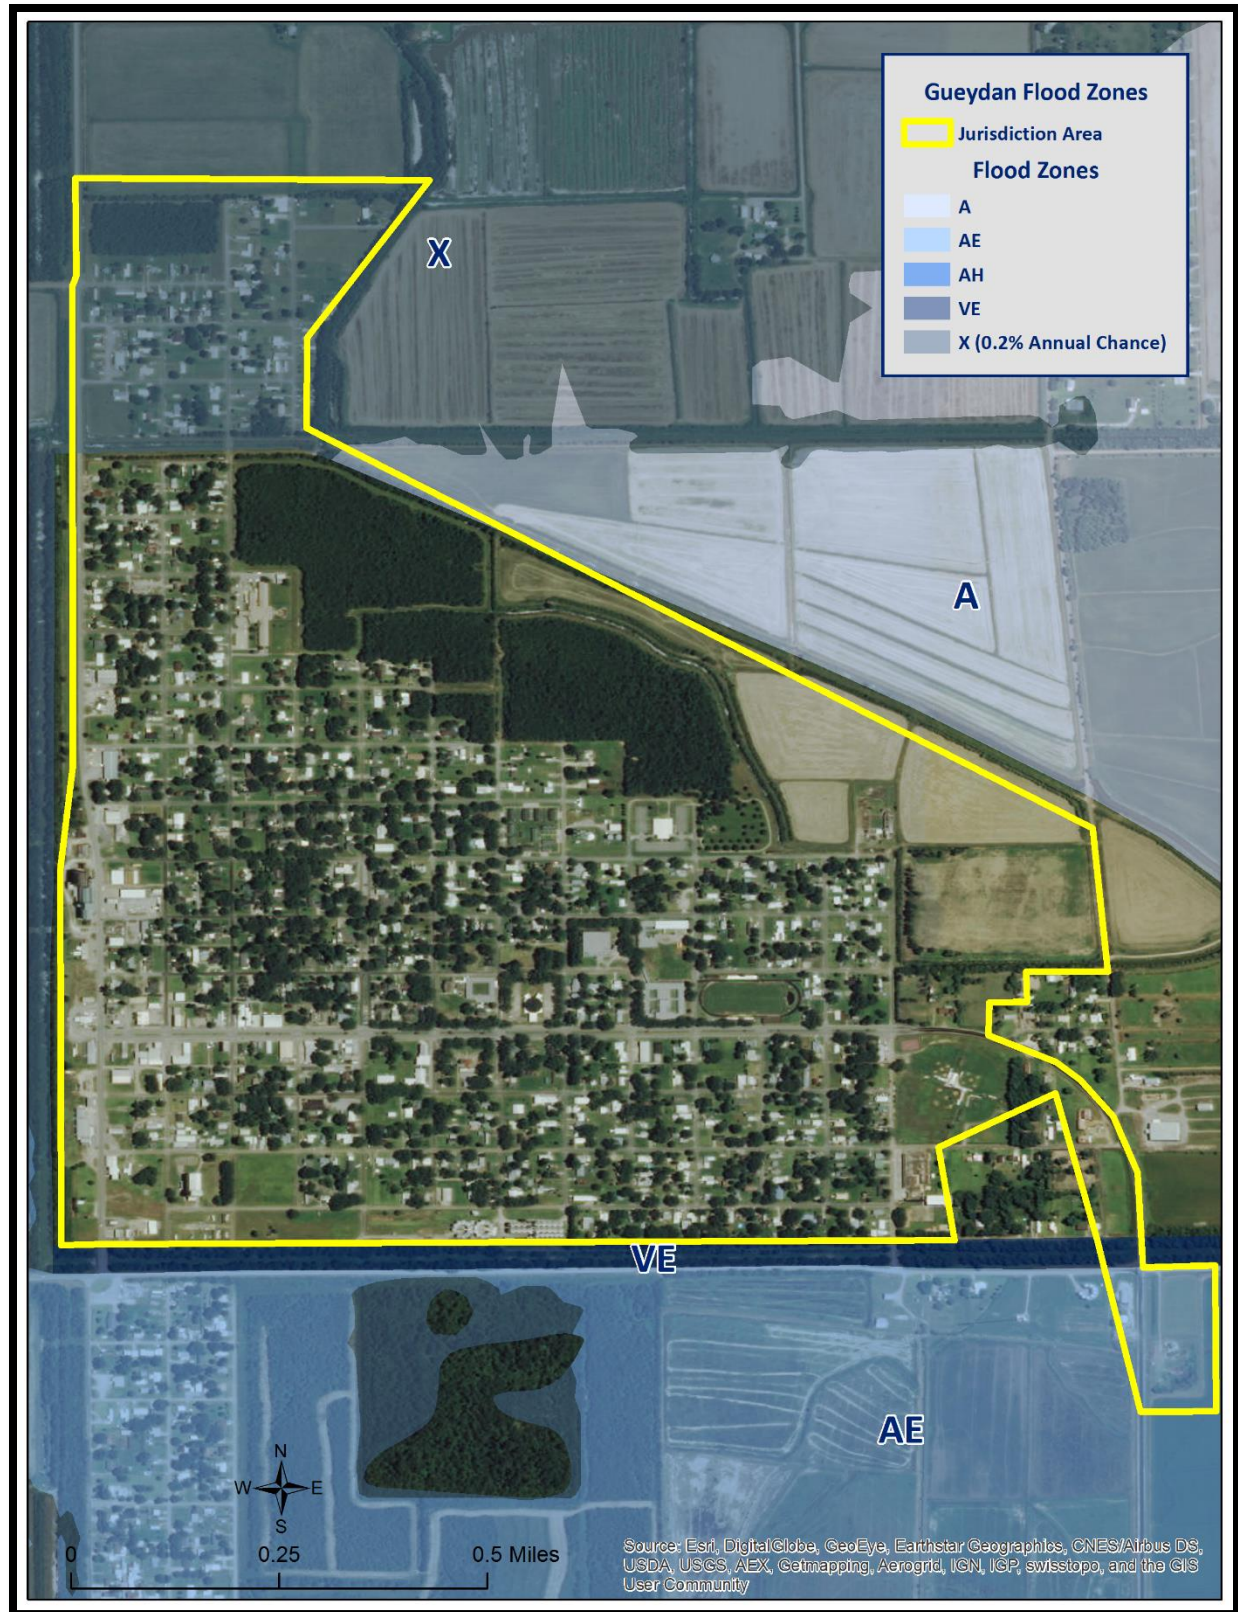 Gueydan Flood Zones
Jurisdiction Area
Flood Zones
A
AE
AH
VE
X (0.2% Annual Chance)
X
A
VE
AE
N
W E
S
0 0.25 0.5 Miles
Source: Esri, DigitalGlobe, GeoEye, Earthstar Geographics, CNES/Airbus DS,
USDA, USGS, AEX, Getmapping, Aerogrid, IGN, IGP, swisstopo, and the GIS
User Community